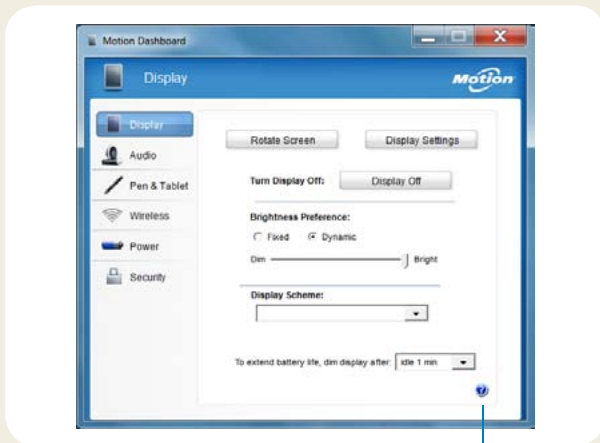 Motion Dashboard
Display
Motion
Display
Audio
Pen & Tablet
Wireless
Power
Security
Rotate Screen Display Settings
Turn Display Off: Display Off
Brightness Preference:
Fixed Dynamic
Dim Bright
Display Scheme:
To extend battery life, dim display after: idle 1 min
?